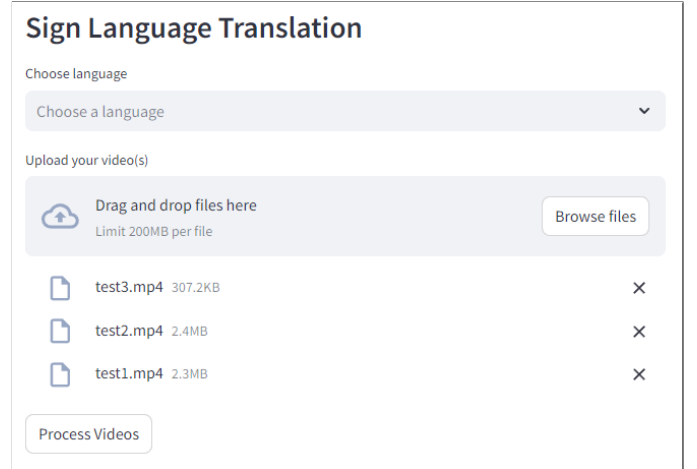 Sign Language Translation
Choose language
Choose a language
Upload your video(s)
Drag and drop files here
Limit 200MB per file
Browse files
test3.mp4 307.2KB
test2.mp4 2.4MB
test1.mp4 2.3MB
Process Videos